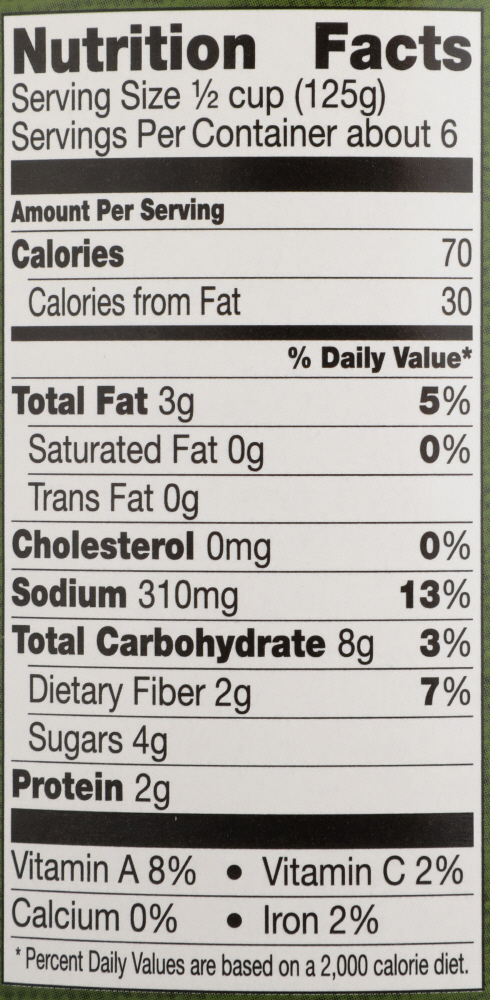 Nutrition Facts
Serving Size ½ cup (125g)
Servings Per Container about 6
Amount Per Serving
Calories 70
Calories from Fat 30
% Daily Value*
Total Fat 3g 5%
Saturated Fat 0g 0%
Trans Fat 0g
Cholesterol 0mg 0%
Sodium 310mg 13%
Total Carbohydrate 8g 3%
Dietary Fiber 2g 7%
Sugars 4g
Protein 2g
Vitamin A 8% • Vitamin C 2%
Calcium 0% • Iron 2%
* Percent Daily Values are based on a 2,000 calorie diet.